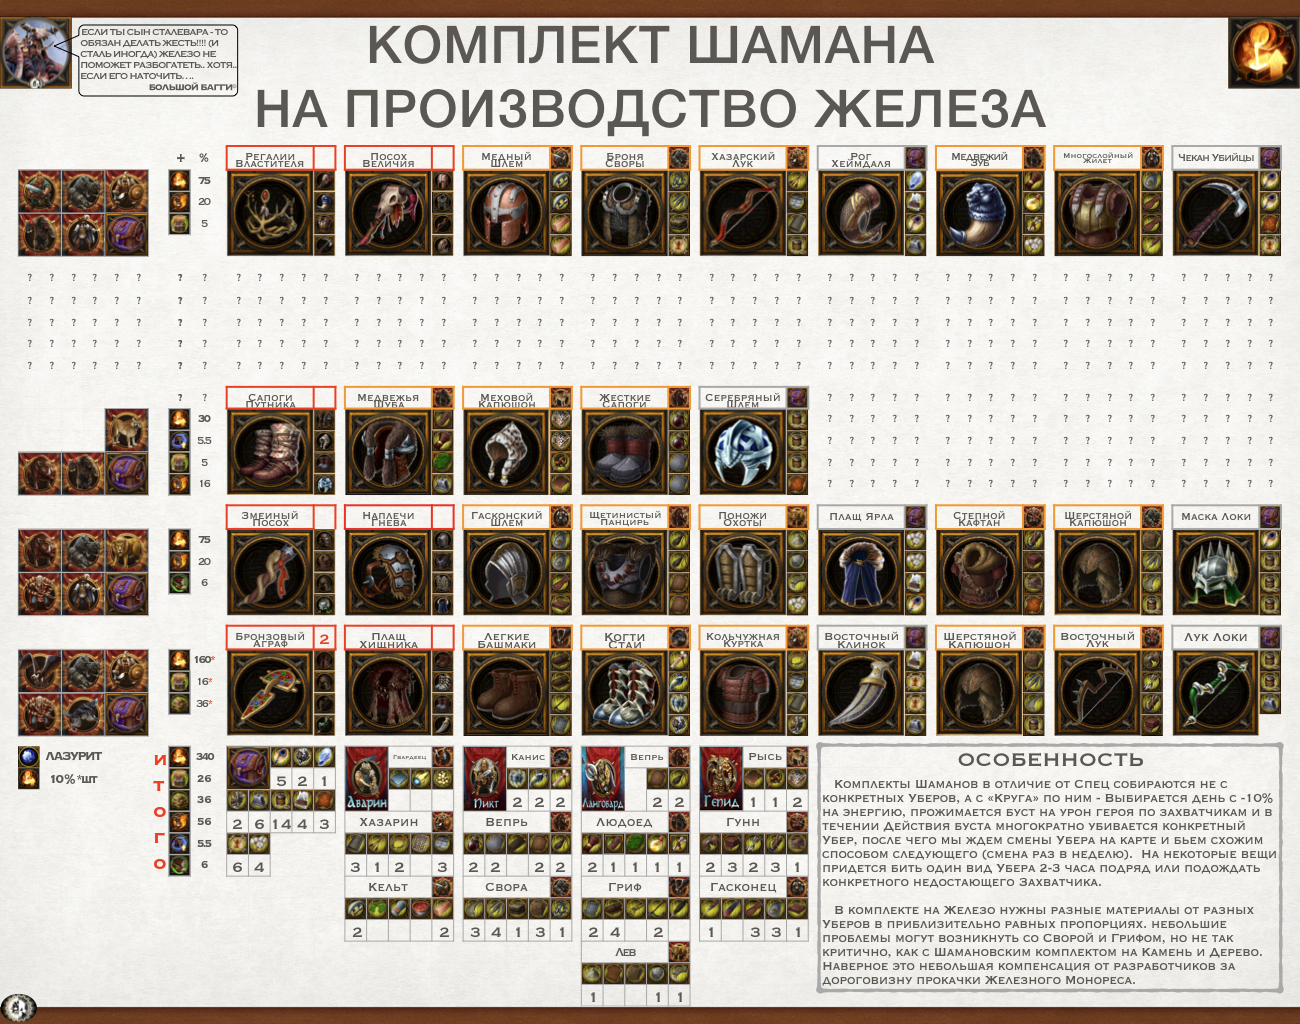 ЕСЛИ ТЫ СЫН СТАЛЕВАРА - ТО
ОБЯЗАН ДЕЛАТЬ ЖЕСТЬ!!!! (И
СТАЛЬ ИНОГДА) ЖЕЛЕЗО НЕ
ПОМОЖЕТ РАЗБОГАТЕТЬ.. ХОТЯ..
ЕСЛИ ЕГО НАТОЧИТЬ....
БОЛЬШОЙ БАГГИ®
КОМПЛЕКТ ШАМАНА
НА ПРОИЗВОДСТВО ЖЕЛЕЗА
+ %
75
20
5
РЕГАЛИИ
ВЛАСТИТЕЛЯ
ПОСОХ
ВЕЛИЧИЯ
МЕДНЫЙ
ШЛЕМ
БРОНЯ
СВОРЫ
ХАЗАРСКИЙ
ЛУК
РОГ
ХЕЙМДАЛЯ
МЕДВЕЖИЙ
ЗУБ
МНОГОСЛОЙНЫЙ
ЖИЛЕТ
ЧЕКАН УБИЙЦЫ
? ? ? ? ? ? ? ? ? ? ? ? ? ? ? ? ? ? ? ? ? ? ? ? ? ? ? ? ? ? ? ? ? ? ? ? ? ? ? ? ? ? ? ? ? ? ? ? ? ? ? ? ?
? ? ? ? ? ? ? ? ? ? ? ? ? ? ? ? ? ? ? ? ? ? ? ? ? ? ? ? ? ? ? ? ? ? ? ? ? ? ? ? ? ? ? ? ? ? ? ? ? ? ? ? ?
? ? ? ? ? ? ? ? ? ? ? ? ? ? ? ? ? ? ? ? ? ? ? ? ? ? ? ? ? ? ? ? ? ? ? ? ? ? ? ? ? ? ? ? ? ? ? ? ? ? ? ? ?
? ? ? ? ? ? ? ? ? ? ? ? ? ? ? ? ? ? ? ? ? ? ? ? ? ? ? ? ? ? ? ? ? ? ? ? ? ? ? ? ? ? ? ? ? ? ? ? ? ? ? ? ?
? ? ? ? ? ? ? ? ? ? ? ? ? ? ? ? ? ? ? ? ? ? ? ? ? ? ? ? ? ? ? ? ? ? ? ? ? ? ? ? ? ? ? ? ? ? ? ? ? ? ? ? ?
? ?
30
5.5
5
16
САПОГИ
ПУТНИКА
МЕДВЕЖЬЯ
ШУБА
МЕХОВОЙ
КАПЮШОН
ЖЕСТКИЕ
САПОГИ
СЕРЕБРЯНЫЙ
ШЛЕМ
? ? ? ? ? ? ? ? ? ? ? ? ? ? ? ? ? ? ? ?
? ? ? ? ? ? ? ? ? ? ? ? ? ? ? ? ? ? ? ?
? ? ? ? ? ? ? ? ? ? ? ? ? ? ? ? ? ? ? ?
? ? ? ? ? ? ? ? ? ? ? ? ? ? ? ? ? ? ? ?
? ? ? ? ? ? ? ? ? ? ? ? ? ? ? ? ? ? ? ?
75
20
6
ЗМЕИНЫЙ
ПОСОХ
НАПЛЕЧИ
ГНЕВА
ГАСКОНСКИЙ
ШЛЕМ
ЩЕТИНИСТЫЙ
ПАНЦИРЬ
ПОНОЖИ
ОХОТЫ
ПЛАЩ ЯРЛА
СТЕПНОЙ
КАФТАН
ШЕРСТЯНОЙ
КАПЮШОН
МАСКА ЛОКИ
160*
16*
36*
БРОНЗОВЫЙ
АГРАФ
2
ПЛАЩ
ХИЩНИКА
ЛЕГКИЕ
БАШМАКИ
КОГТИ
СТАИ
КОЛЬЧУЖНАЯ
КУРТКА
ВОСТОЧНЫЙ
КЛИНОК
ШЕРСТЯНОЙ
КАПЮШОН
ВОСТОЧНЫЙ
ЛУК
ЛУК ЛОКИ
ЛАЗУРИТ
10% *ШТ
ИТОГО
340
26
36
56
5.5
6
5 2 1
2 6 14 4 3
6 4
Аварин
ГВАРДЕЕЦ
Пикт
КАНИС
2 2 2
Лангобард
ВЕПРЬ
2 2
Гепид
РЫСЬ
1 1 2
ХАЗАРИН
3 1 2 3
ВЕПРЬ
2 2 2 2
ЛЮДОЕД
2 1 1 1 1
ГУНН
2 3 2 3 1
КЕЛЬТ
2 2
СВОРА
3 4 1 3 1
ГРИФ
2 4 2
ГАСКОНЕЦ
1 3 3 1
ЛЕВ
1 1 1
ОСОБЕННОСТЬ
КОМПЛЕКТЫ ШАМАНОВ В ОТЛИЧИЕ ОТ СПЕЦ СОБИРАЮТСЯ НЕ С
КОНКРЕТНЫХ УБЕРОВ, А С «КРУГА» ПО НИМ - ВЫБИРАЕТСЯ ДЕНЬ С -10%
НА ЭНЕРГИЮ, ПРОЖИМАЕТСЯ БУСТ НА УРОН ГЕРОЯ ПО ЗАХВАТЧИКАМ И В
ТЕЧЕНИИ ДЕЙСТВИЯ БУСТА МНОГОКРАТНО УБИВАЕТСЯ КОНКРЕТНЫЙ
УБЕР, ПОСЛЕ ЧЕГО МЫ ЖДЕМ СМЕНЫ УБЕРА НА КАРТЕ И БЬЕМ СХОЖИМ
СПОСОБОМ СЛЕДУЮЩЕГО (СМЕНА РАЗ В НЕДЕЛЮ). НА НЕКОТОРЫЕ ВЕЩИ
ПРИДЕТСЯ БИТЬ ОДИН ВИД УБЕРА 2-3 ЧАСА ПОДРЯД ИЛИ ПОДОЖДАТЬ
КОНКРЕТНОГО НЕДОСТАЮЩЕГО ЗАХВАТЧИКА.
В КОМПЛЕКТЕ НА ЖЕЛЕЗО НУЖНЫ РАЗНЫЕ МАТЕРИАЛЫ ОТ РАЗНЫХ
УБЕРОВ В ПРИБЛИЗИТЕЛЬНО РАВНЫХ ПРОПОРЦИЯХ. НЕБОЛЬШИЕ
ПРОБЛЕМЫ МОГУТ ВОЗНИКНУТЬ СО СВОРОЙ И ГРИФОМ, НО НЕ ТАК
КРИТИЧНО, КАК С ШАМАНОВСКИМ КОМПЛЕКТОМ НА КАМЕНЬ И ДЕРЕВО.
НАВЕРНОЕ ЭТО НЕБОЛЬШАЯ КОМПЕНСАЦИЯ ОТ РАЗРАБОТЧИКОВ ЗА
ДОРОГОВИЗНУ ПРОКАЧКИ ЖЕЛЕЗНОГО МОНОРЕСА.